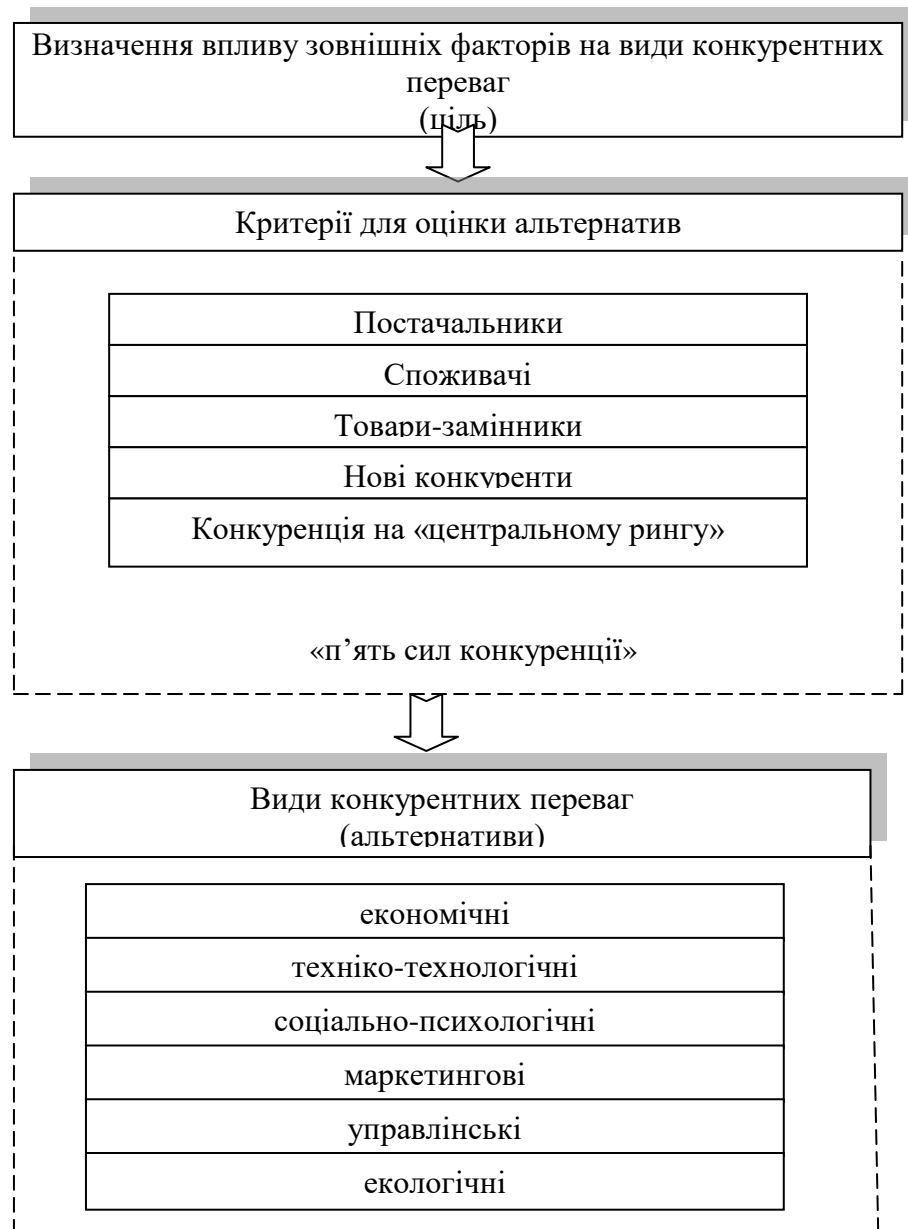 Визначення впливу зовнішніх факторів на види конкурентних
переваг
(ціль)
Критерії для оцінки альтернатив
Постачальники
Споживачі
Товари-замінники
Нові конкуренти
Конкуренція на «центральному рингу»
«п’ять сил конкуренції»
Види конкурентних переваг
(альтернативи)
економічні
техніко-технологічні
соціально-психологічні
маркетингові
управлінські
екологічні